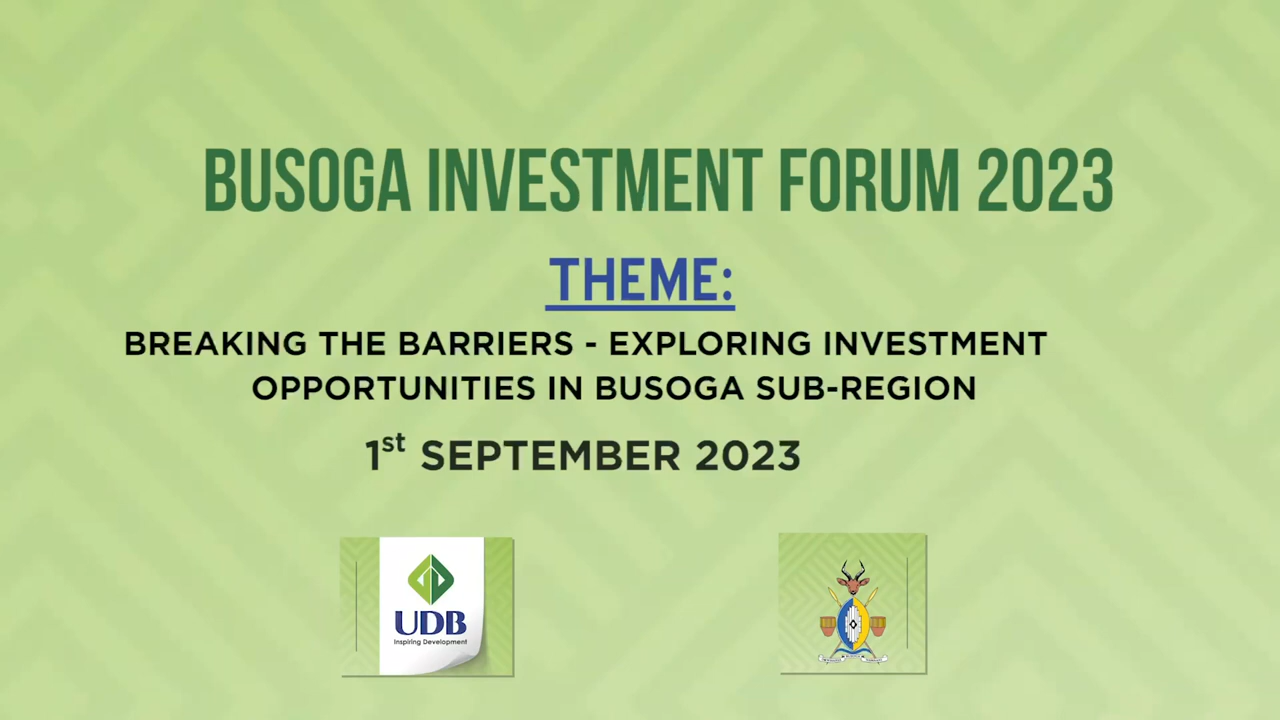 BUSOGA INVESTMENT FORUM 2023
THEME:
BREAKING THE BARRIERS - EXPLORING INVESTMENT
OPPORTUNITIES IN BUSOGA SUB-REGION
1st SEPTEMBER 2023
UDB
Inspiring Development